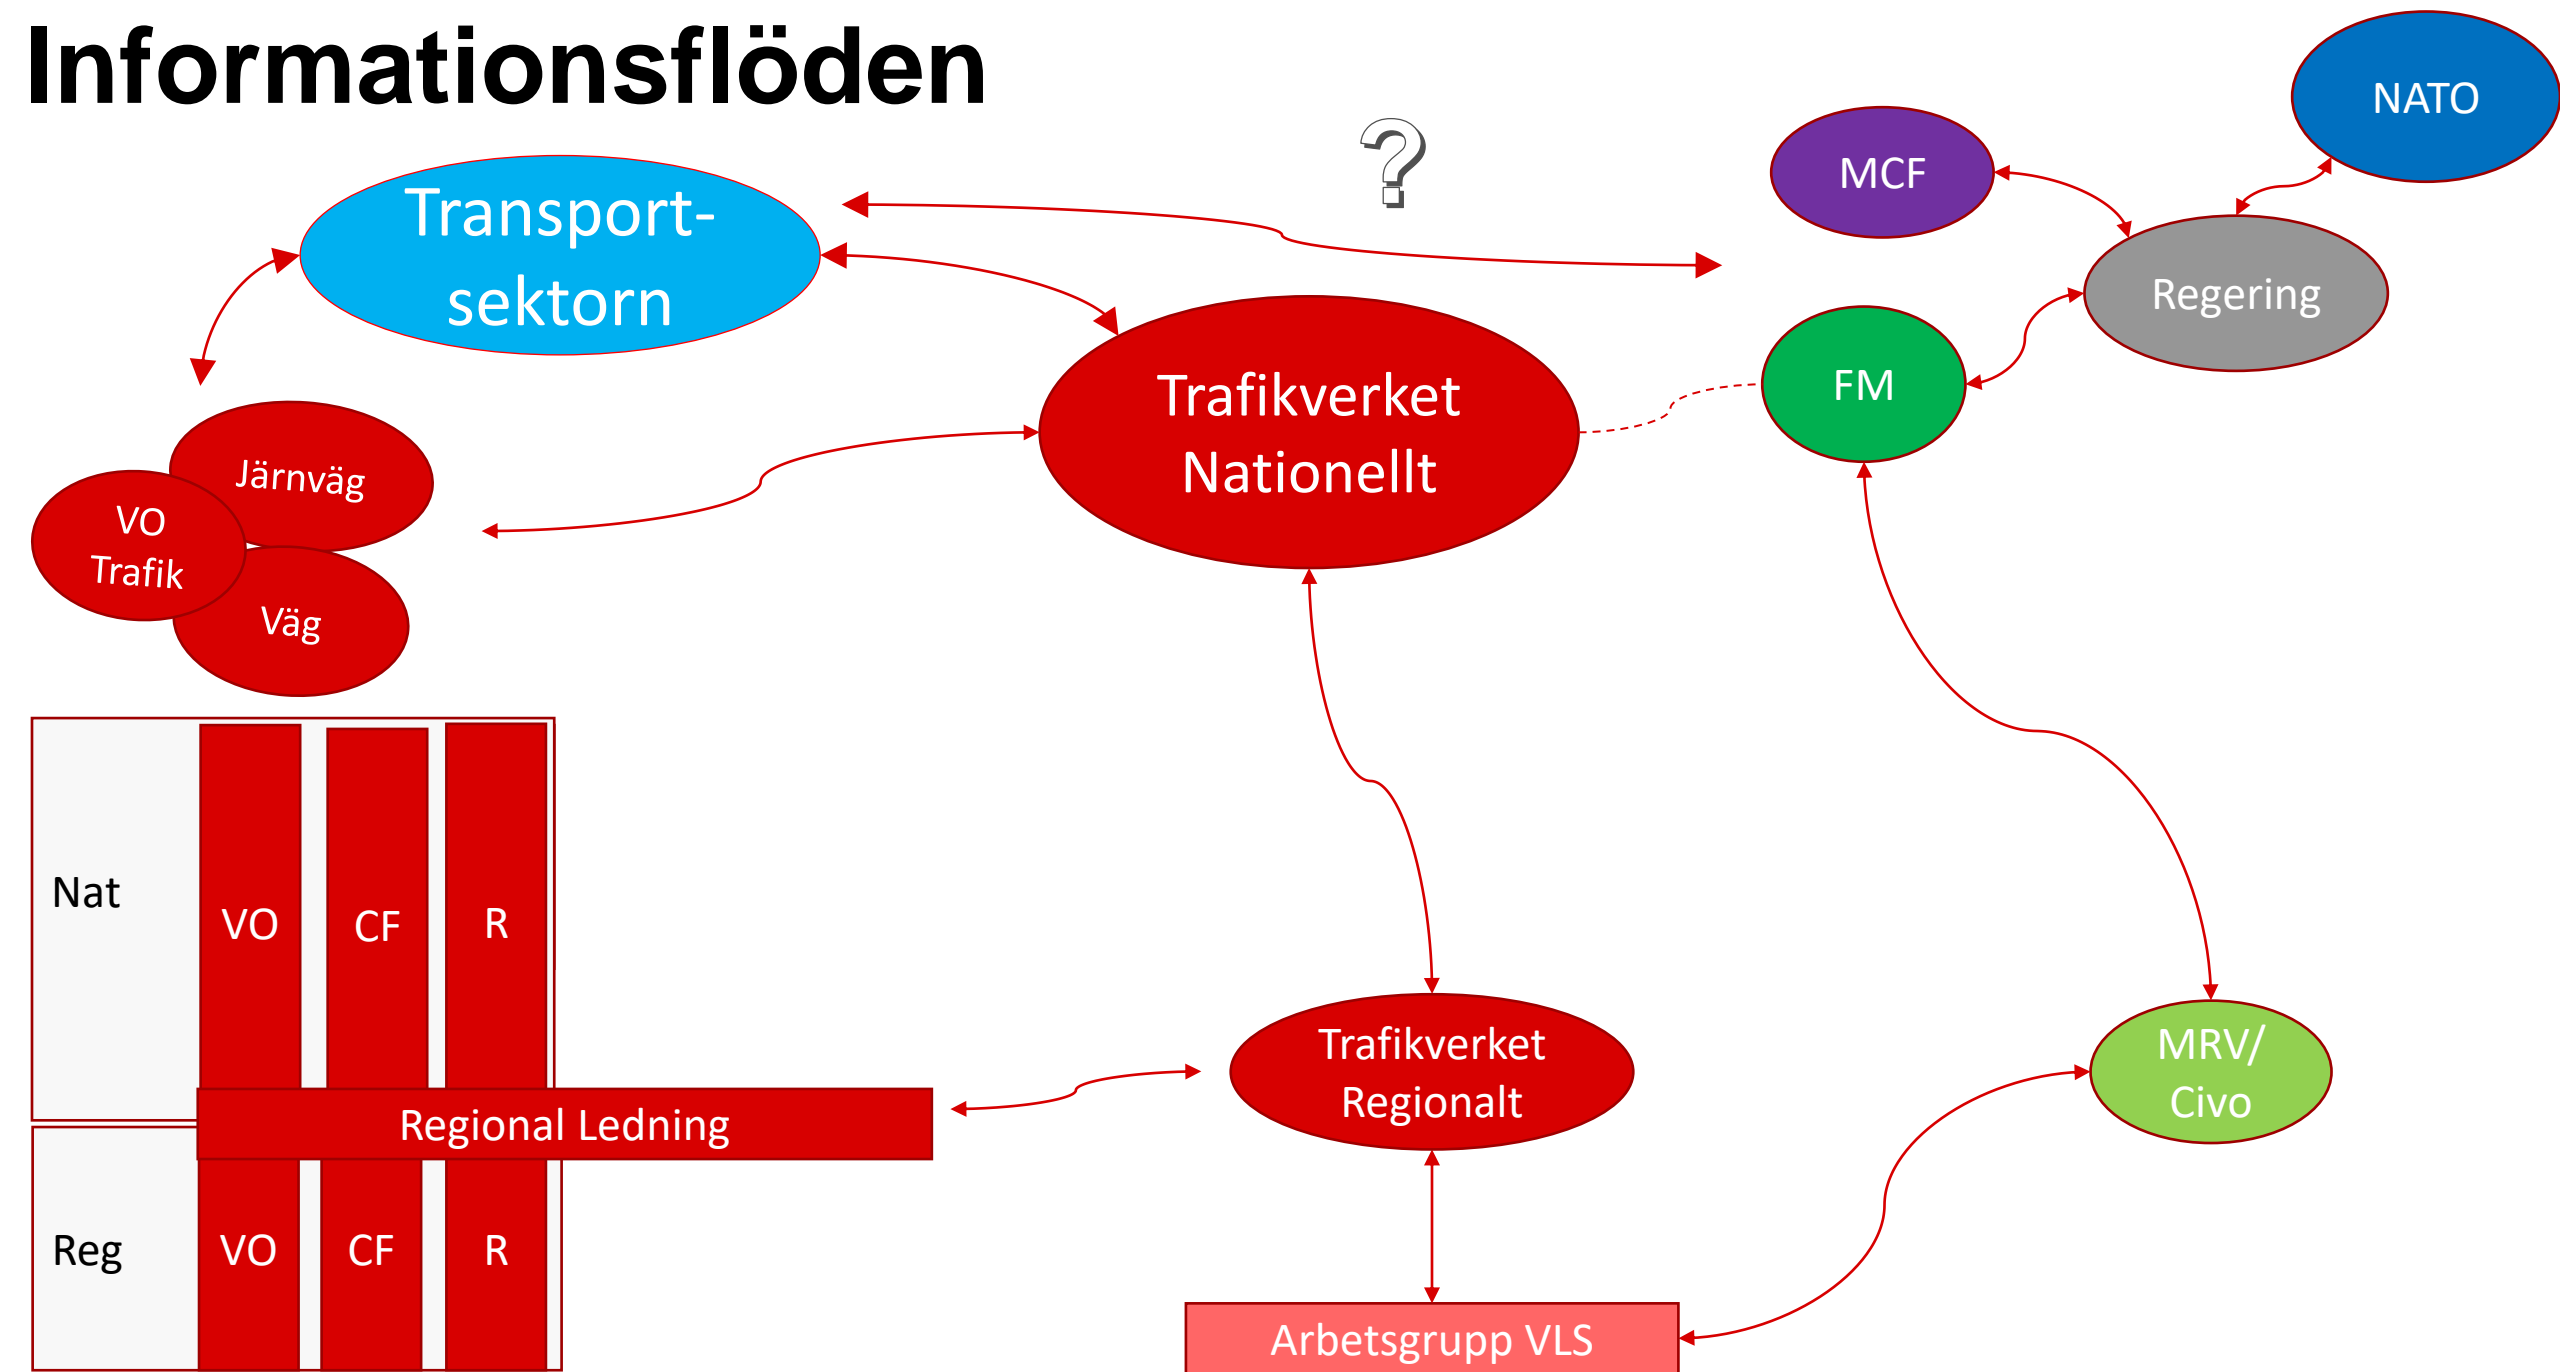 Informationsflöden
?
NATO
MCF
Transport-
sektorn
Regering
Trafikverket
Nationellt
FM
Järnväg
VO
Trafik
Väg
Nat
VO
CF
R
Trafikverket
Regionalt
MRV/
Civo
Regional Ledning
Reg
VO
CF
R
Arbetsgrupp VLS